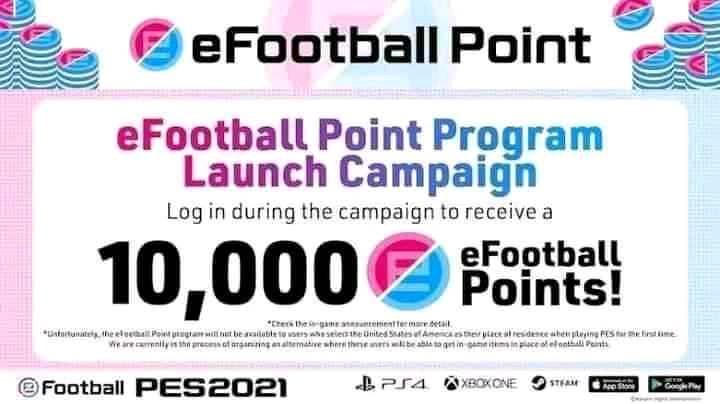 eFootball Point
eFootball Point Program
Launch Campaign
Log in during the campaign to receive a
10,000 eFootball Points!
*Check the in-game announcement for more detail.
*Unfortunately, the eFootball Point program will not be available to users who select the United States of America as their place of residence when playing PES for the first time.
We are currently in the process of organizing an alternative where these users will be able to get in-game items in place of eFootball Points.
eFootball PES2021 PS4 XBOX ONE STEAM App Store Google Play